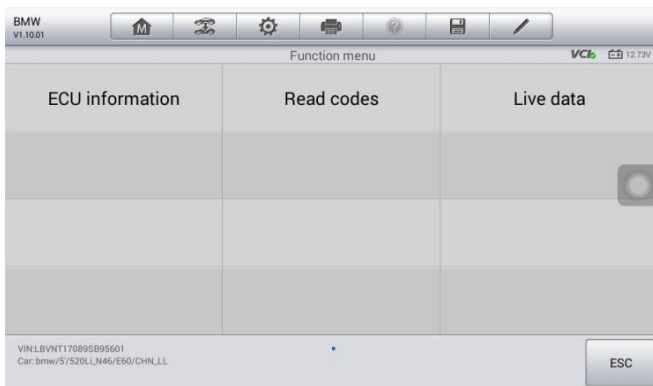 BMW
V1.10.01
M
Function menu
VCI 12.73V
ECU information Read codes Live data
VIN:LBVNT17089SB95601
Car: bmw/5'/520Li_N46/E60/CHN_LL
ESC